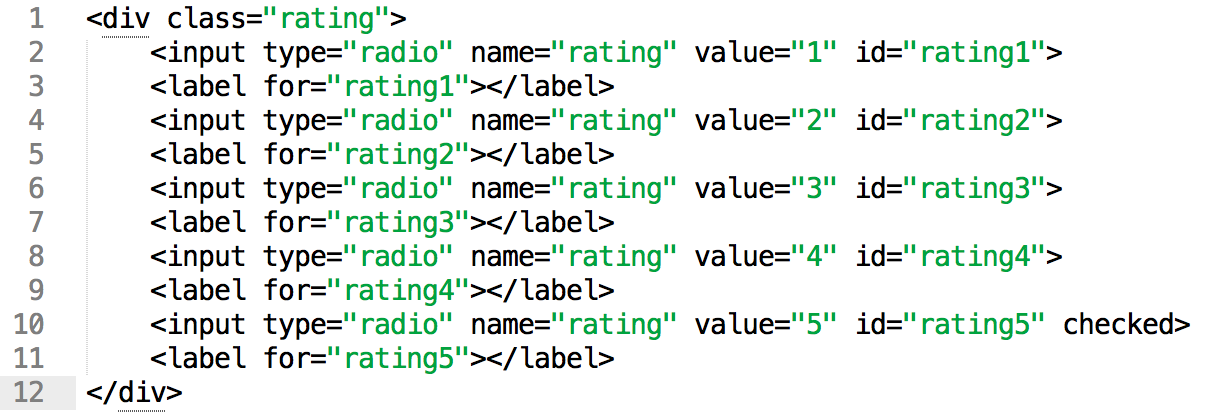 1 <div class="rating">
2 <input type="radio" name="rating" value="1" id="rating1">
3 <label for="rating1"></label>
4 <input type="radio" name="rating" value="2" id="rating2">
5 <label for="rating2"></label>
6 <input type="radio" name="rating" value="3" id="rating3">
7 <label for="rating3"></label>
8 <input type="radio" name="rating" value="4" id="rating4">
9 <label for="rating4"></label>
10 <input type="radio" name="rating" value="5" id="rating5" checked>
11 <label for="rating5"></label>
12 </div>